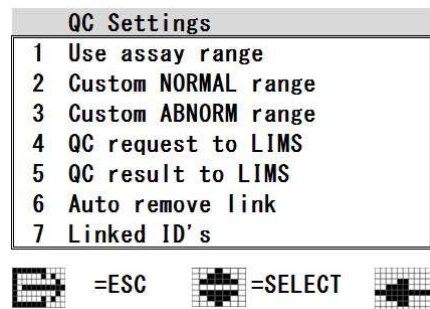 QC Settings
1 Use assay range
2 Custom NORMAL range
3 Custom ABNORM range
4 QC request to LIMS
5 QC result to LIMS
6 Auto remove link
7 Linked ID's
=ESC =SELECT